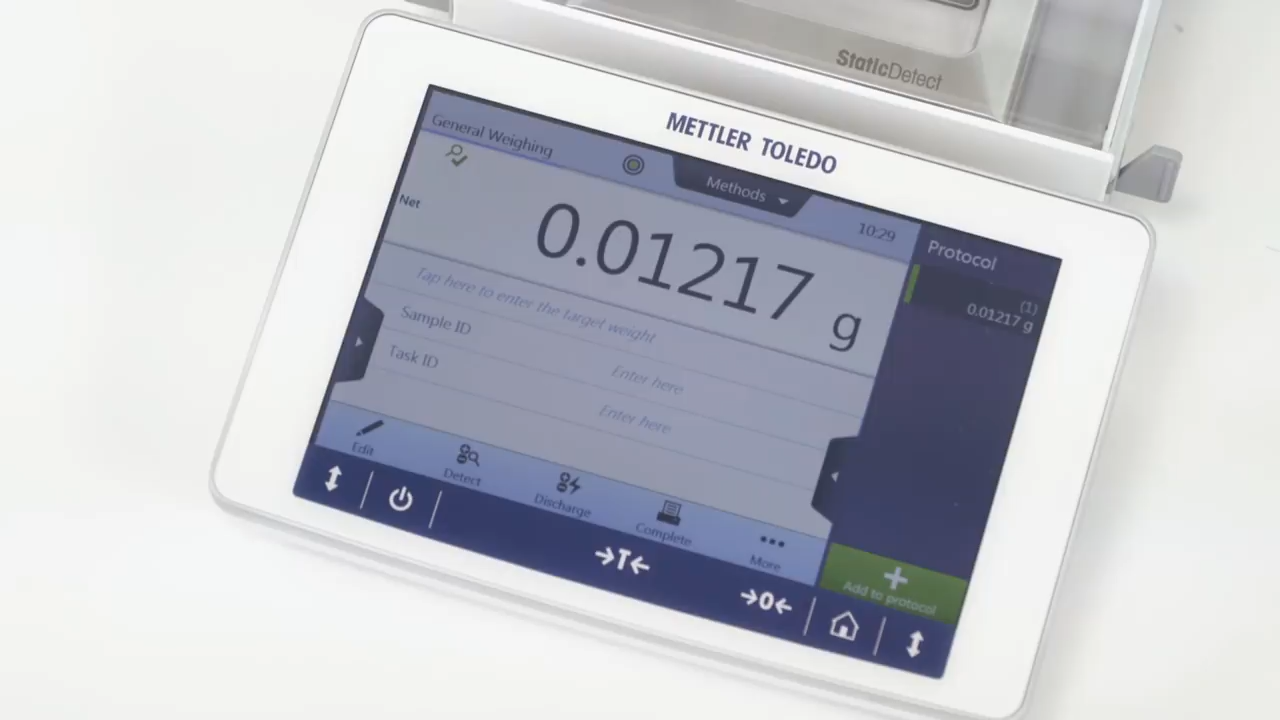 StaticDetect
METTLER TOLEDO
General Weighing
Methods
10:29
Protocol
Net
0.01217 g
(1)
0.01217 g
Tap here to enter the target weight
Sample ID
Enter here
Task ID
Enter here
Edit
Detect
Discharge
Complete
More
Add to protocol
→T←
→0←